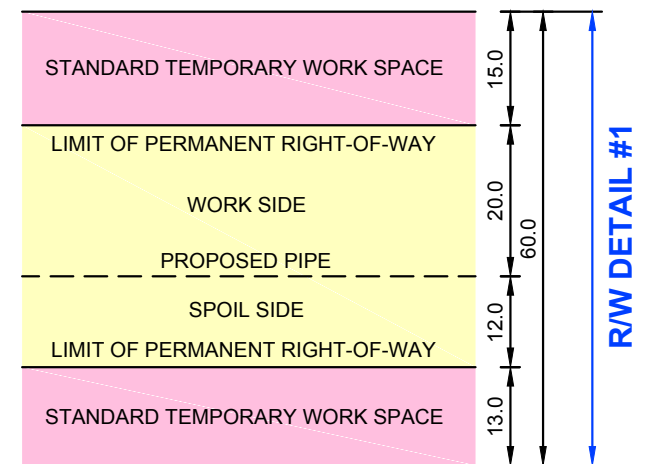 STANDARD TEMPORARY WORK SPACE
15.0
LIMIT OF PERMANENT RIGHT-OF-WAY
WORK SIDE
20.0
PROPOSED PIPE
60.0
SPOIL SIDE
12.0
LIMIT OF PERMANENT RIGHT-OF-WAY
STANDARD TEMPORARY WORK SPACE
13.0
R/W DETAIL #1